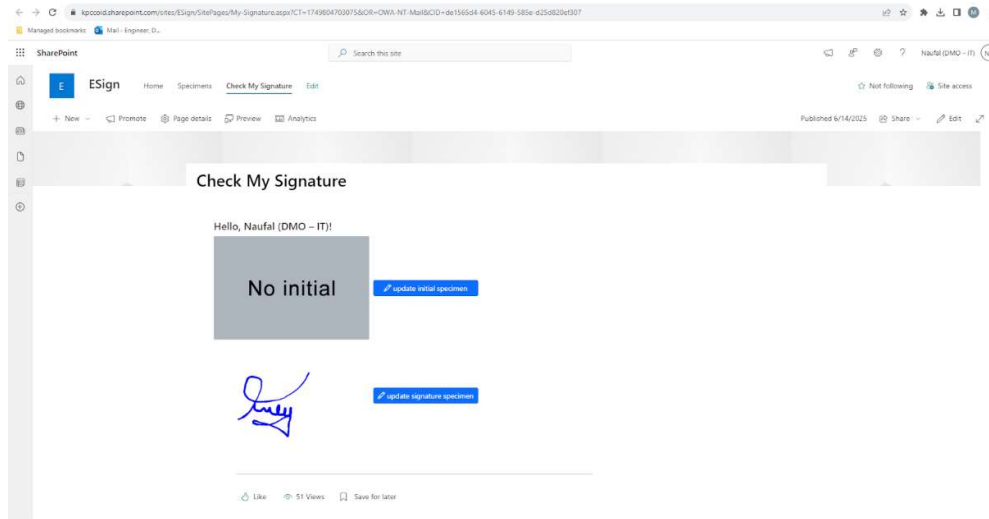 kpccoid.sharepoint.com/sites/ESign/SitePages/My-Signature.aspx?CT=1749804703075&OR=OWA-NT-Mail&CID=de1565d4-6045-6149-585e-d25d820ef307
Managed bookmarks Mail - Engineer, D...
SharePoint Search this site ? Naufal (DMO – IT) N
E ESign Home Specimens Check My Signature Edit Not following Site access
+ New Promote Page details Preview Analytics Published 6/14/2025 Share Edit
Check My Signature
Hello, Naufal (DMO – IT)!
No initial
update initial specimen
update signature specimen
Like 51 Views Save for later